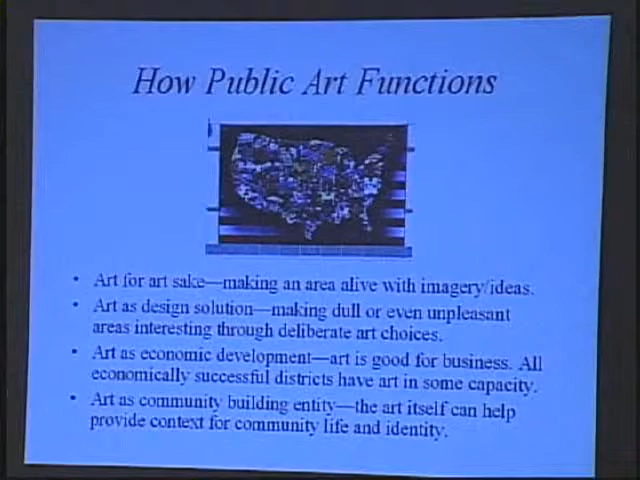 How Public Art Functions
• Art for art sake—making an area alive with imagery/ideas.
• Art as design solution—making dull or even unpleasant
areas interesting through deliberate art choices.
• Art as economic development—art is good for business. All
economically successful districts have art in some capacity.
• Art as community building entity—the art itself can help
provide context for community life and identity.